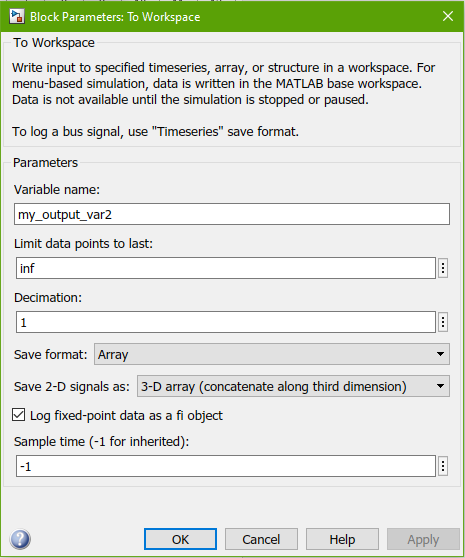 Block Parameters: To Workspace
To Workspace
Write input to specified timeseries, array, or structure in a workspace. For
menu-based simulation, data is written in the MATLAB base workspace.
Data is not available until the simulation is stopped or paused.
To log a bus signal, use "Timeseries" save format.
Parameters
Variable name:
my_output_var2
Limit data points to last:
inf
Decimation:
1
Save format: Array
Save 2-D signals as: 3-D array (concatenate along third dimension)
Log fixed-point data as a fi object
Sample time (-1 for inherited):
-1
OK Cancel Help Apply